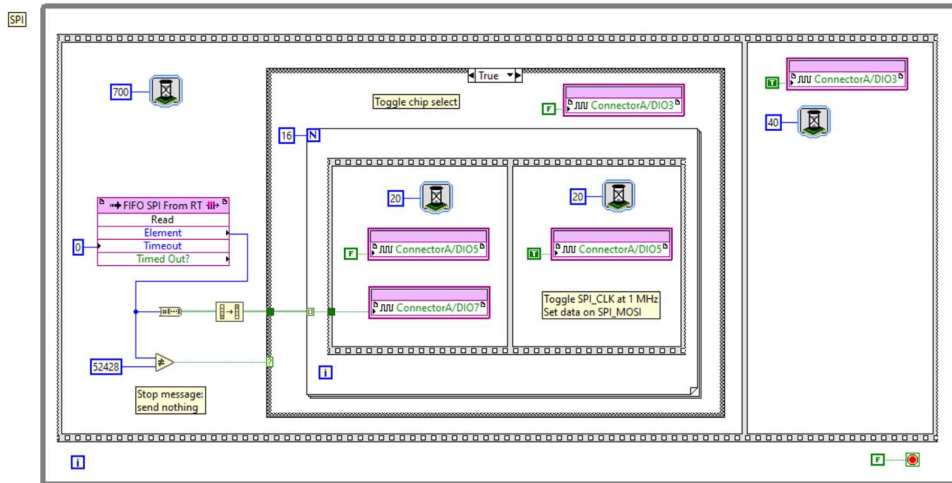 SPI
True
T
ConnectorA/DIO3
700
Toggle chip select
F
ConnectorA/DIO3
40
16
N
20
20
FIFO SPI From RT
Read
Element
0
Timeout
Timed Out?
F
ConnectorA/DIO5
T
ConnectorA/DIO5
ConnectorA/DIO7
Toggle SPI_CLK at 1 MHz
Set data on SPI_MOSI
52428
≠
?
i
Stop message:
send nothing
i
F